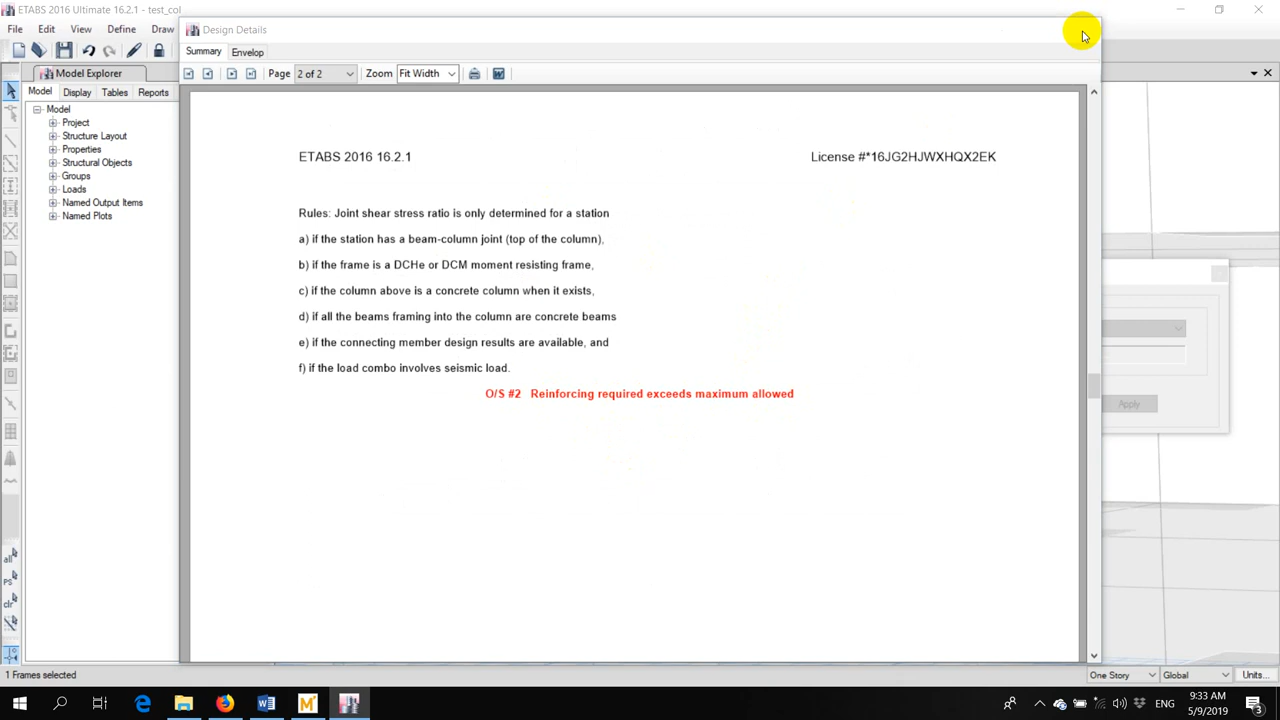 ETABS 2016 Ultimate 16.2.1 - test_col
File Edit View Define Draw
Design Details
Summary Envelop
Model Explorer
Page 2 of 2 Zoom Fit Width
Model Display Tables Reports
Model
Project
Structure Layout
Properties
Structural Objects
Groups
Loads
Named Output Items
Named Plots
ETABS 2016 16.2.1 License #*16JG2HJWXHQX2EK
Rules: Joint shear stress ratio is only determined for a station
a) if the station has a beam-column joint (top of the column),
b) if the frame is a DCHe or DCM moment resisting frame,
c) if the column above is a concrete column when it exists,
d) if all the beams framing into the column are concrete beams
e) if the connecting member design results are available, and
f) if the load combo involves seismic load.
O/S #2 Reinforcing required exceeds maximum allowed
Apply
all
PS
clr
1 Frames selected One Story Global Units...
ENG 9:33 AM
5/9/2019 3